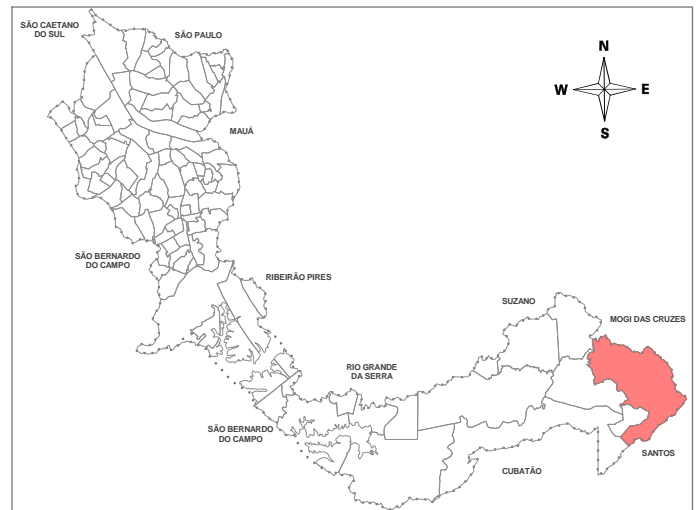 SÃO CAETANO
DO SUL
SÃO PAULO
N
W
E
S
MAUÁ
SÃO BERNARDO
DO CAMPO
RIBEIRÃO PIRES
SUZANO
MOGI DAS CRUZES
RIO GRANDE
DA SERRA
SÃO BERNARDO
DO CAMPO
SANTOS
CUBATÃO